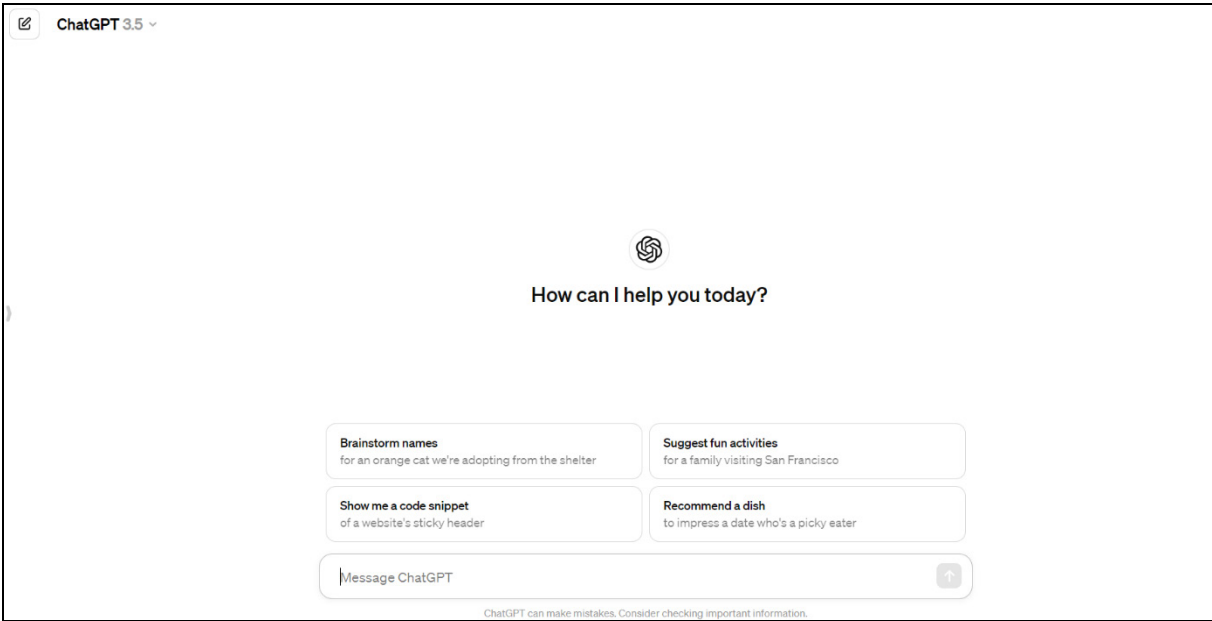 ChatGPT 3.5
How can I help you today?
Brainstorm names
for an orange cat we're adopting from the shelter
Suggest fun activities
for a family visiting San Francisco
Show me a code snippet
of a website's sticky header
Recommend a dish
to impress a date who's a picky eater
Message ChatGPT
ChatGPT can make mistakes. Consider checking important information.